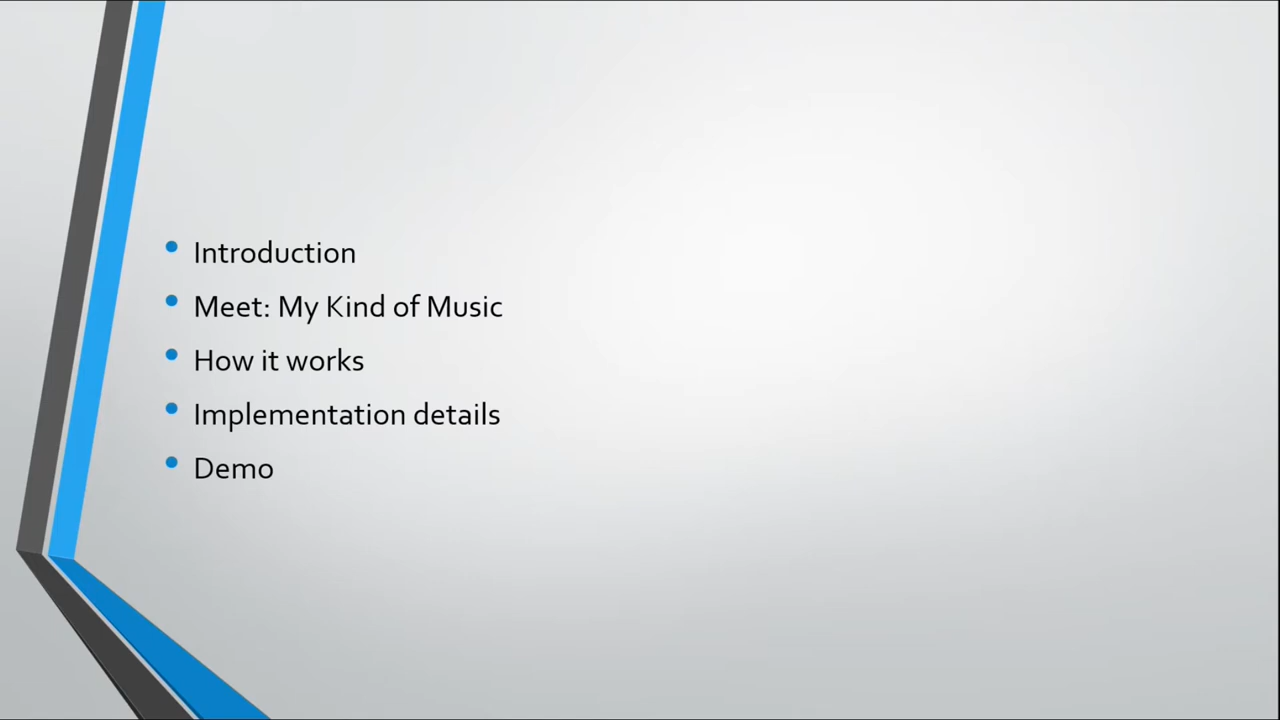 Introduction
Meet: My Kind of Music
How it works
Implementation details
Demo